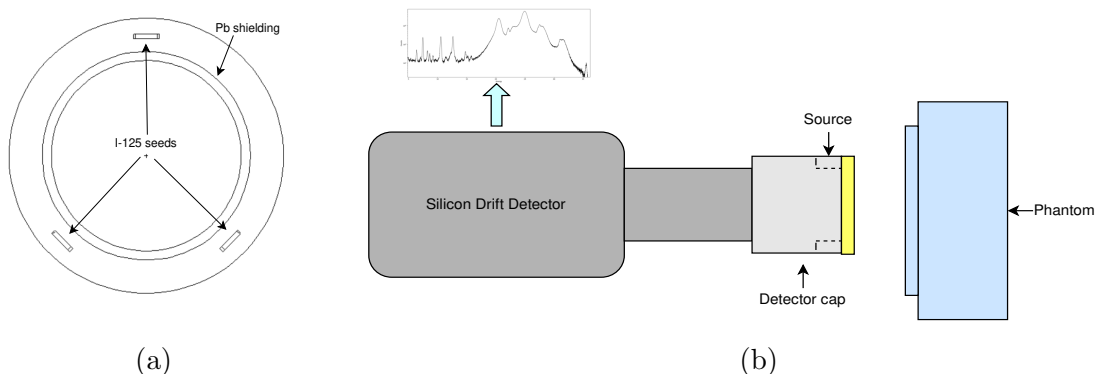 Pb shielding
I-125 seeds
Source
Silicon Drift Detector
Phantom
Detector cap
(a)
(b)